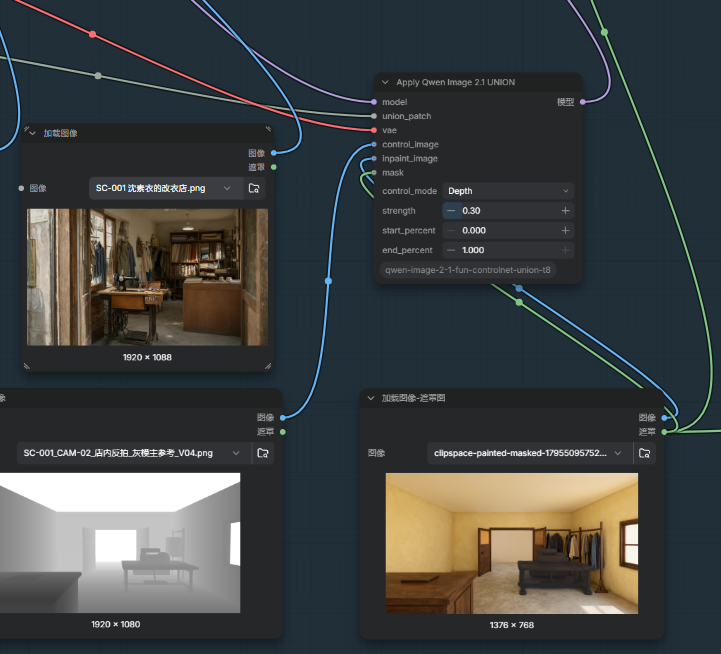 Apply Qwen Image 2.1 UNION
model
模型
union_patch
vae
control_image
inpaint_image
mask
control_mode Depth
strength 0.30
start_percent 0.000
end_percent 1.000
qwen-image-2-1-fun-controlnet-union-t8
加载图像
图像
遮罩
图像 SC-001 沈素衣的改衣店.png
1920 × 1088
像
图像
遮罩
SC-001_CAM-02_店内反拍_灰模主参考_V04.png
1920 × 1080
加载图像-遮罩图
图像
遮罩
图像 clipspace-painted-masked-17955095752...
1376 × 768